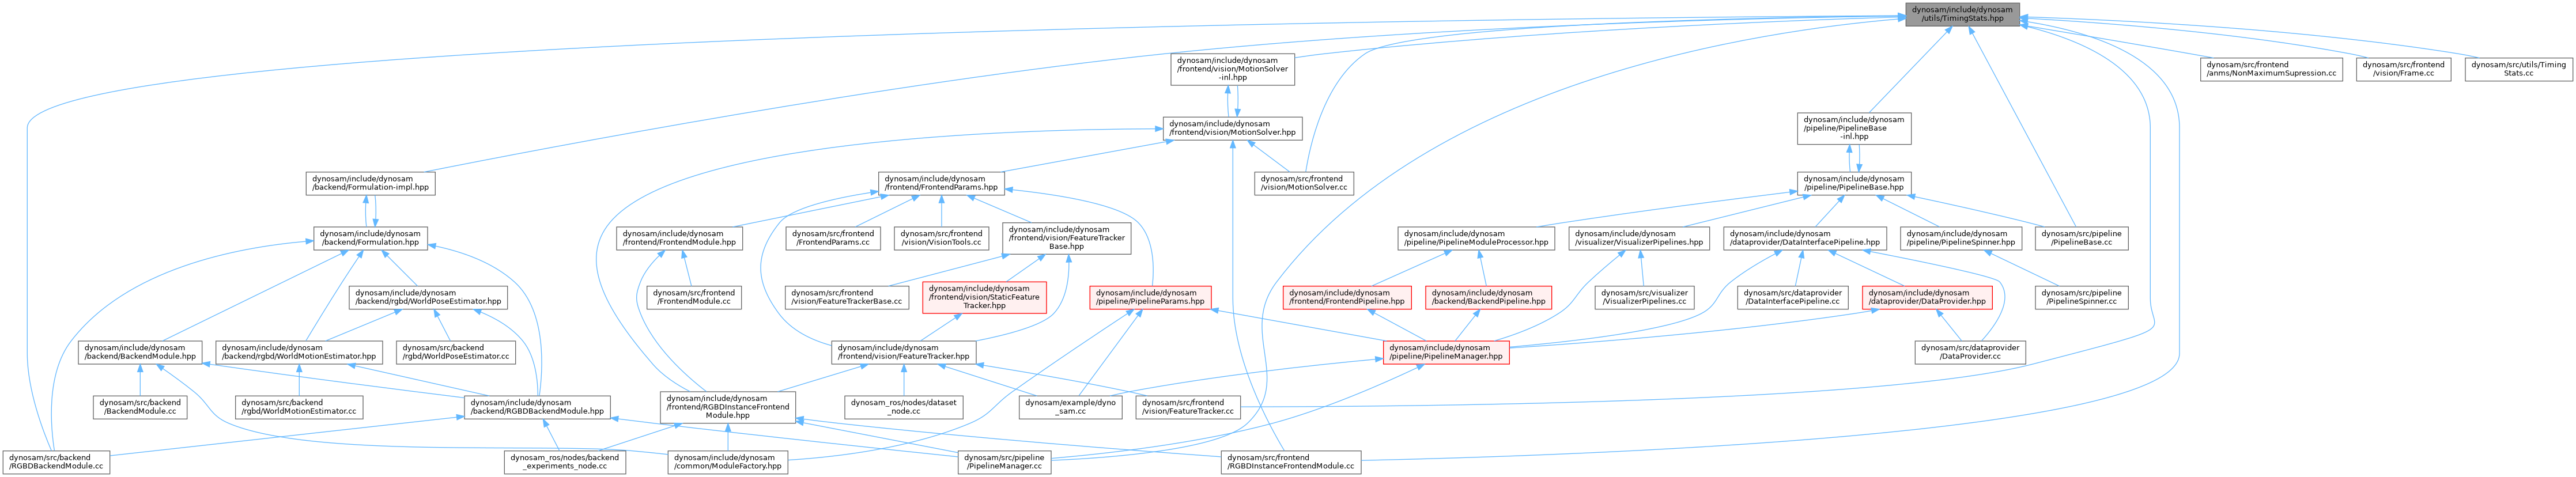 dynosam/include/dynosam
/utils/TimingStats.hpp
dynosam/include/dynosam
/frontend/vision/MotionSolver
-inl.hpp
dynosam/src/frontend
/anms/NonMaximumSupression.cc
dynosam/src/frontend
/vision/Frame.cc
dynosam/src/utils/Timing
Stats.cc
dynosam/include/dynosam
/frontend/vision/MotionSolver.hpp
dynosam/include/dynosam
/pipeline/PipelineBase
-inl.hpp
dynosam/include/dynosam
/backend/Formulation-impl.hpp
dynosam/include/dynosam
/frontend/FrontendParams.hpp
dynosam/src/frontend
/vision/MotionSolver.cc
dynosam/include/dynosam
/pipeline/PipelineBase.hpp
dynosam/include/dynosam
/backend/Formulation.hpp
dynosam/include/dynosam
/frontend/FrontendModule.hpp
dynosam/src/frontend
/FrontendParams.cc
dynosam/src/frontend
/vision/VisionTools.cc
dynosam/include/dynosam
/frontend/vision/FeatureTracker
Base.hpp
dynosam/include/dynosam
/pipeline/PipelineModuleProcessor.hpp
dynosam/include/dynosam
/visualizer/VisualizerPipelines.hpp
dynosam/include/dynosam
/dataprovider/DataInterfacePipeline.hpp
dynosam/include/dynosam
/pipeline/PipelineSpinner.hpp
dynosam/src/pipeline
/PipelineBase.cc
dynosam/include/dynosam
/backend/rgbd/WorldPoseEstimator.hpp
dynosam/src/frontend
/FrontendModule.cc
dynosam/src/frontend
/vision/FeatureTrackerBase.cc
dynosam/include/dynosam
/frontend/vision/StaticFeature
Tracker.hpp
dynosam/include/dynosam
/pipeline/PipelineParams.hpp
dynosam/include/dynosam
/frontend/FrontendPipeline.hpp
dynosam/include/dynosam
/backend/BackendPipeline.hpp
dynosam/src/visualizer
/VisualizerPipelines.cc
dynosam/src/dataprovider
/DataInterfacePipeline.cc
dynosam/include/dynosam
/dataprovider/DataProvider.hpp
dynosam/src/pipeline
/PipelineSpinner.cc
dynosam/include/dynosam
/backend/BackendModule.hpp
dynosam/include/dynosam
/backend/rgbd/WorldMotionEstimator.hpp
dynosam/src/backend
/rgbd/WorldPoseEstimator.cc
dynosam/include/dynosam
/frontend/vision/FeatureTracker.hpp
dynosam/include/dynosam
/pipeline/PipelineManager.hpp
dynosam/src/dataprovider
/DataProvider.cc
dynosam/src/backend
/BackendModule.cc
dynosam/src/backend
/rgbd/WorldMotionEstimator.cc
dynosam/include/dynosam
/backend/RGBDBackendModule.hpp
dynosam/include/dynosam
/frontend/RGBDInstanceFrontend
Module.hpp
dynosam_ros/nodes/dataset
_node.cc
dynosam/example/dyno
_sam.cc
dynosam/src/frontend
/vision/FeatureTracker.cc
dynosam/src/backend
/RGBDBackendModule.cc
dynosam_ros/nodes/backend
_experiments_node.cc
dynosam/include/dynosam
/common/ModuleFactory.hpp
dynosam/src/pipeline
/PipelineManager.cc
dynosam/src/frontend
/RGBDInstanceFrontendModule.cc